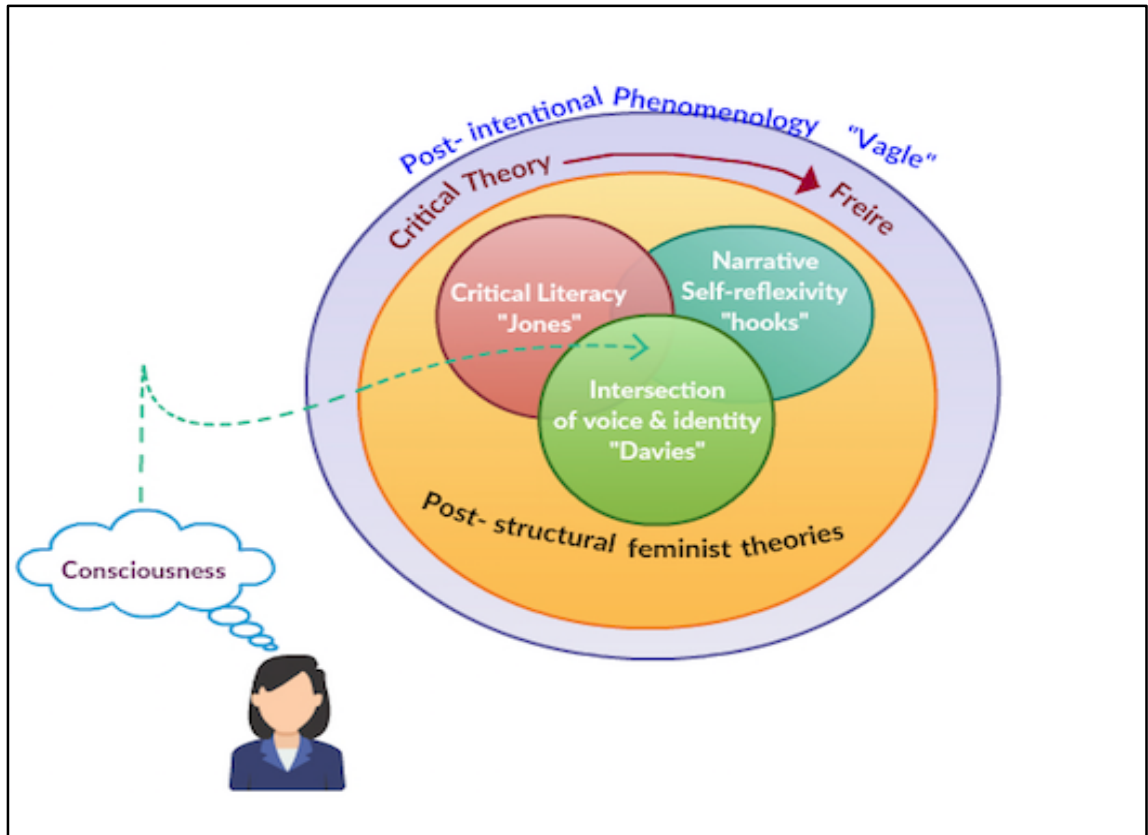 Post- intentional Phenomenology "Vagle"
Critical Theory
Freire
Critical Literacy
"Jones"
Narrative
Self-reflexivity
"hooks"
Intersection
of voice & identity
"Davies"
Post- structural feminist theories
Consciousness